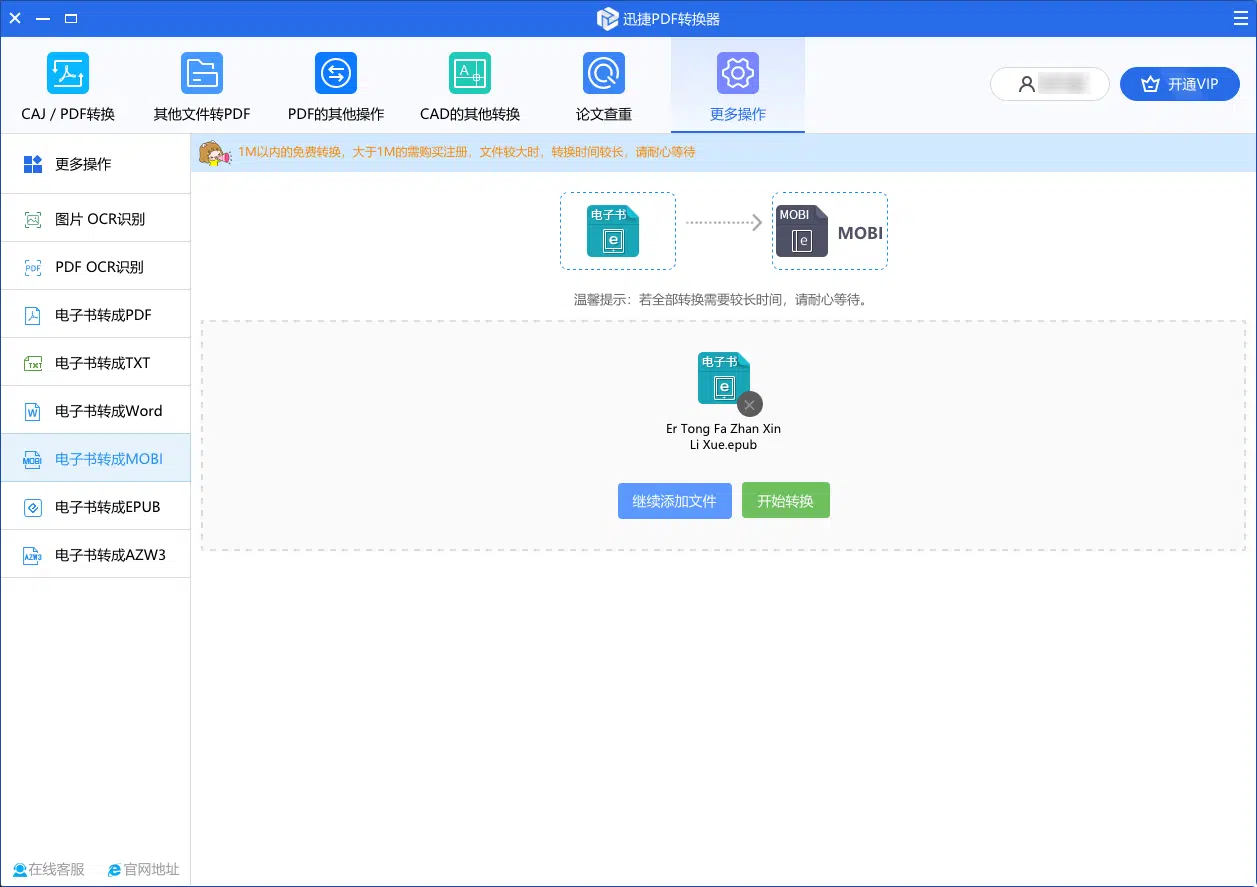 迅捷PDF转换器
CAJ / PDF转换
其他文件转PDF
PDF的其他操作
CAD的其他转换
论文查重
更多操作
开通VIP
更多操作
图片 OCR识别
PDF OCR识别
电子书转成PDF
电子书转成TXT
电子书转成Word
电子书转成MOBI
电子书转成EPUB
电子书转成AZW3
在线客服
官网地址
1M以内的免费转换，大于1M的需购买注册，文件较大时，转换时间较长，请耐心等待
电子书
MOBI
MOBI
温馨提示：若全部转换需要较长时间，请耐心等待。
电子书
Er Tong Fa Zhan Xin
Li Xue.epub
继续添加文件
开始转换